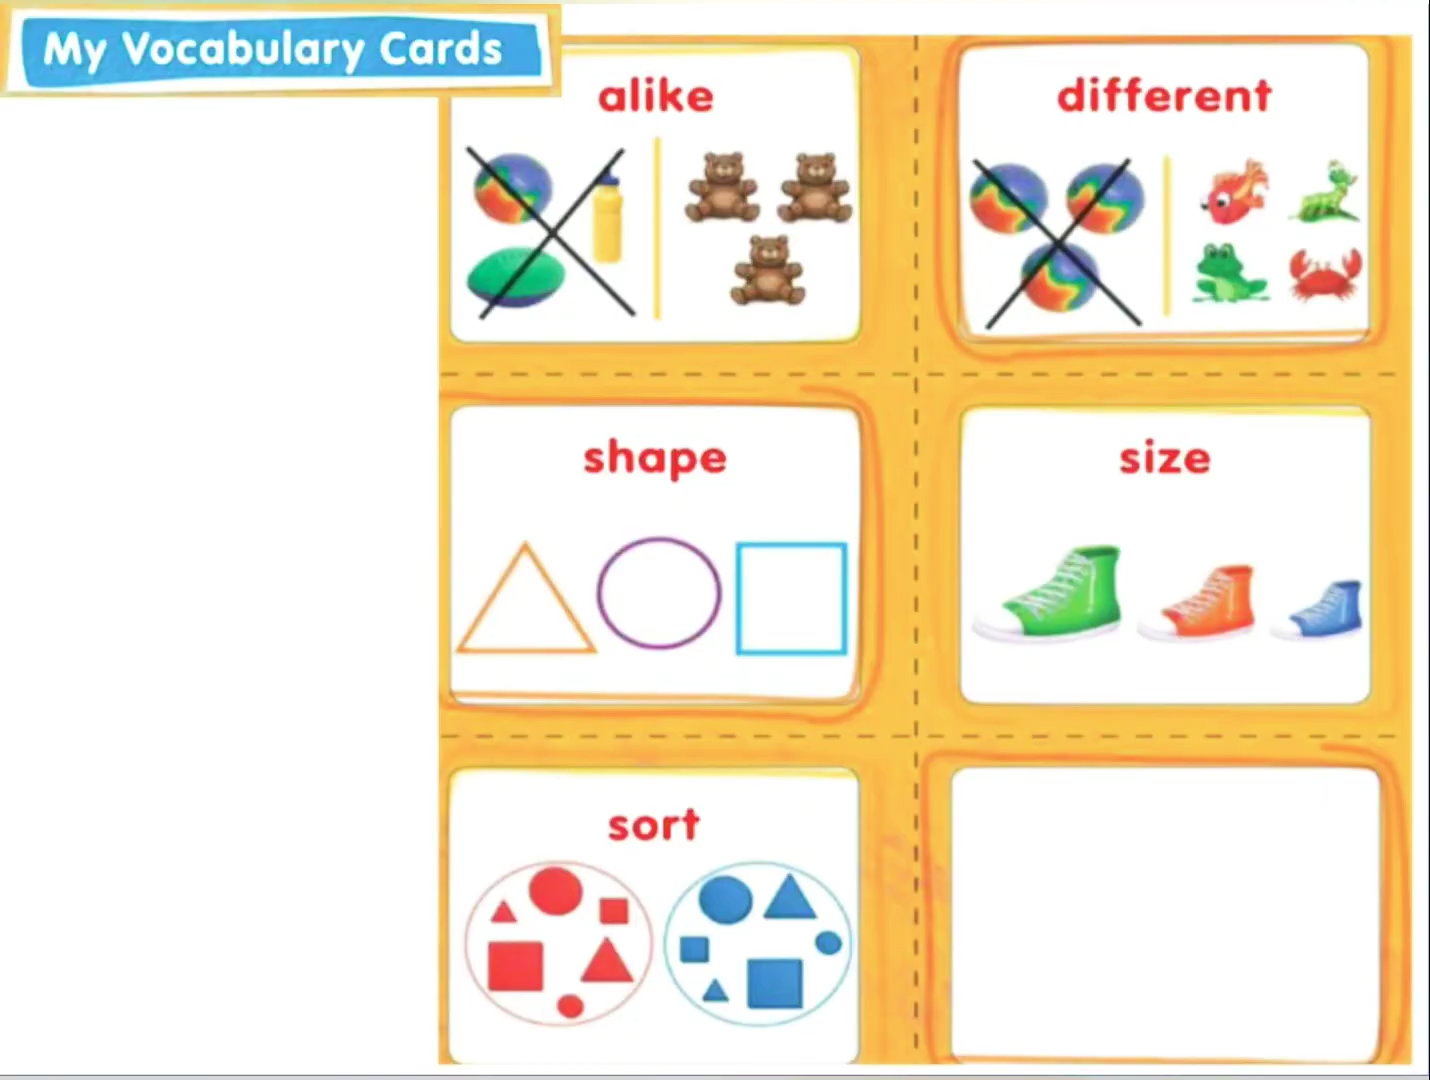 My Vocabulary Cards
alike
different
shape
size
sort